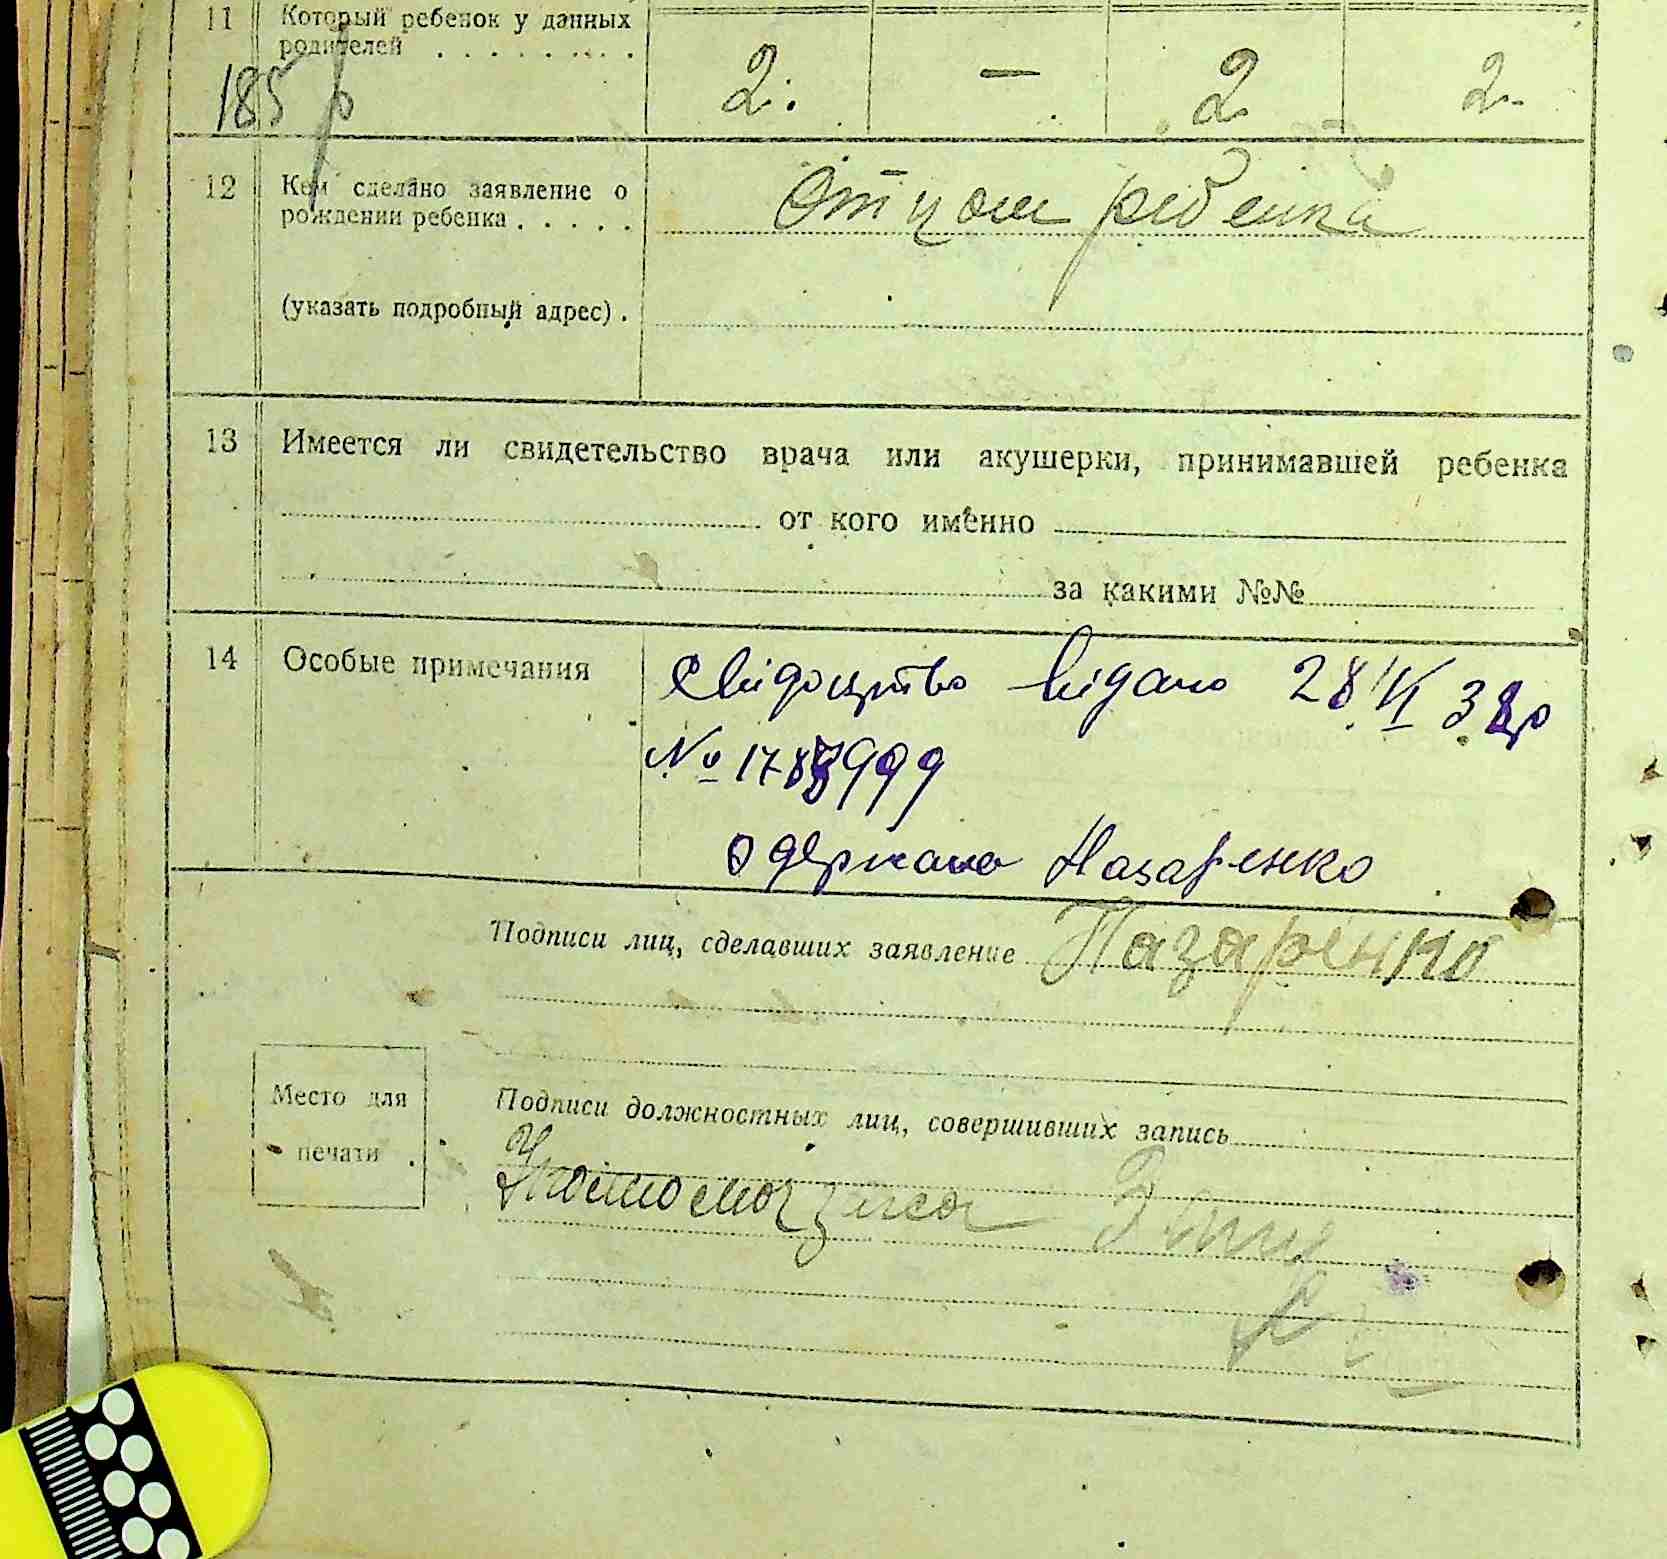 11 Который ребенок у данных
родителей . . . . . . . . 2. — 2 2-
185 р
12 Кем сделано заявление о
рождении ребенка . . . . . Отцом ребенка
(указать подробный адрес) .
13 Имеется ли свидетельство врача или акушерки, принимавшей ребенка
от кого именно
за какими №№
14 Особые примечания Свідоцтво видано 28/VI 38р
№
одержано Назаренко
Подписи лиц, сделавших заявление Назаренко
Место для
печати
Подписи должностных лиц, совершивших запись